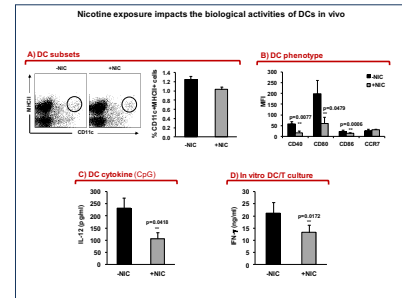 Nicotine exposure impacts the biological activities of DCs in vivo
A) DC subsets
-NIC
+NIC
MHCII
CD11c
% CD11c+MHCII+ cells
1.4
1.2
1.0
0.8
0.6
0.4
0.2
0.0
-NIC
+NIC
B) DC phenotype
-NIC
+NIC
MFI
300
250
200
150
100
50
0
p=0.0077
**
p=0.0479
**
p=0.0086
**
CD40
CD80
CD86
CCR7
C) DC cytokine (CpG)
IL-12 (pg/ml)
300
250
200
150
100
50
0
p=0.0418
**
-NIC
+NIC
D) In vitro DC/T culture
IFN-γ (ng/ml)
30
25
20
15
10
5
0
p=0.0172
**
-NIC
+NIC